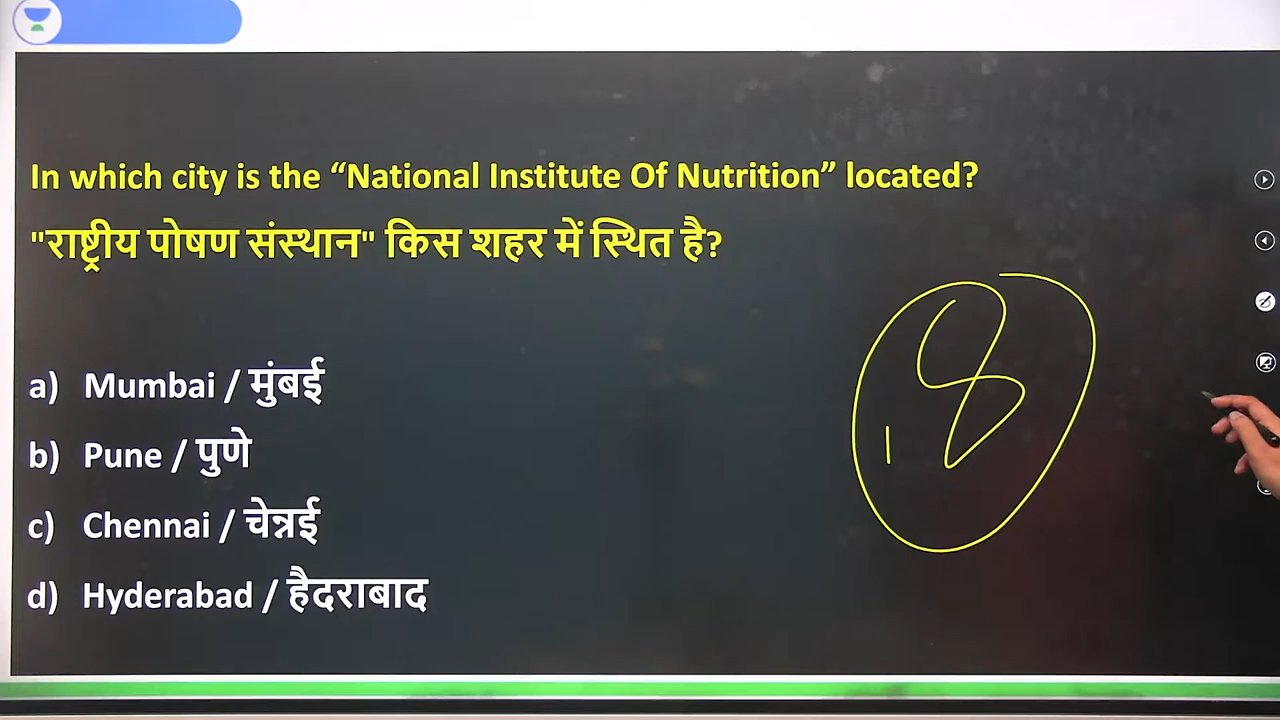 In which city is the “National Institute Of Nutrition” located?
"राष्ट्रीय पोषण संस्थान" किस शहर में स्थित है?
a) Mumbai / मुंबई
b) Pune / पुणे
c) Chennai / चेन्नई
d) Hyderabad / हैदराबाद
18